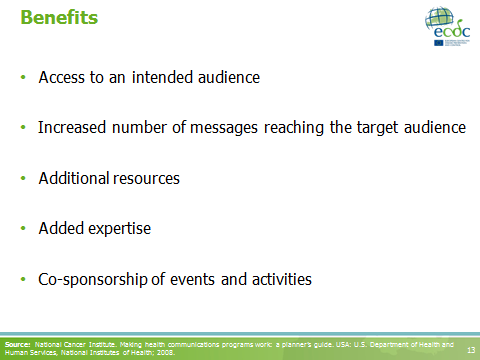 Benefits
ecdc
• Access to an intended audience
• Increased number of messages reaching the target audience
• Additional resources
• Added expertise
• Co-sponsorship of events and activities
Source: National Cancer Institute. Making health communications programs work: a planner's guide. USA: U.S. Department of Health and
Human Services, National Institutes of Health; 2008.
13